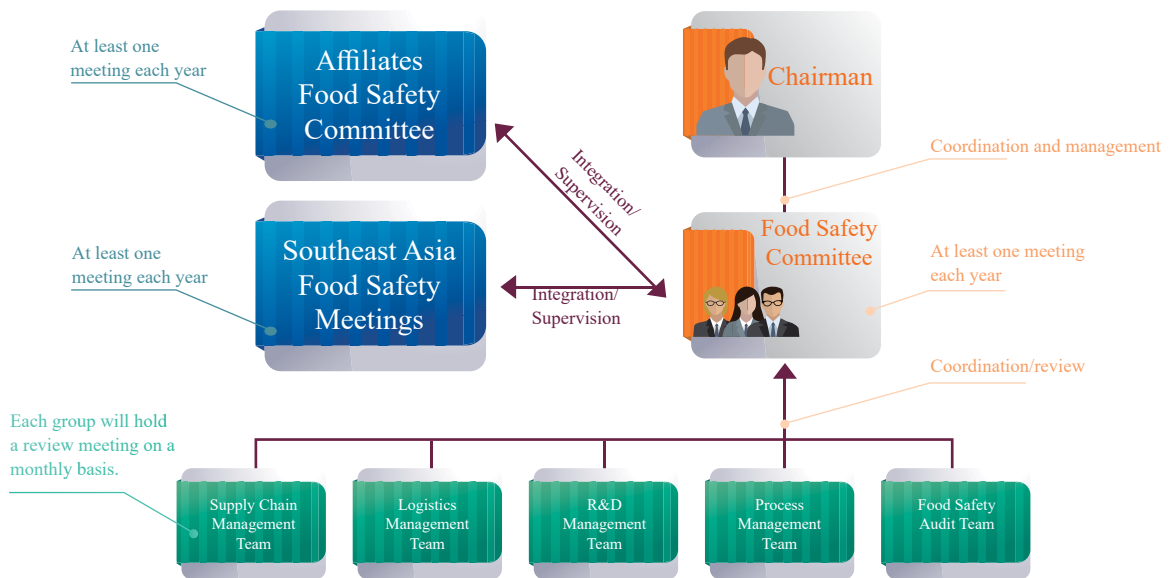 At least one
meeting each year
Affiliates
Food Safety
Committee
Chairman
Coordination and management
Integration/
Supervision
At least one
meeting each year
Southeast Asia
Food Safety
Meetings
Integration/
Supervision
Food Safety
Committee
At least one meeting
each year
Coordination/review
Each group will hold
a review meeting on a
monthly basis.
Supply Chain
Management
Team
Logistics
Management
Team
R&D
Management
Team
Process
Management
Team
Food Safety
Audit Team